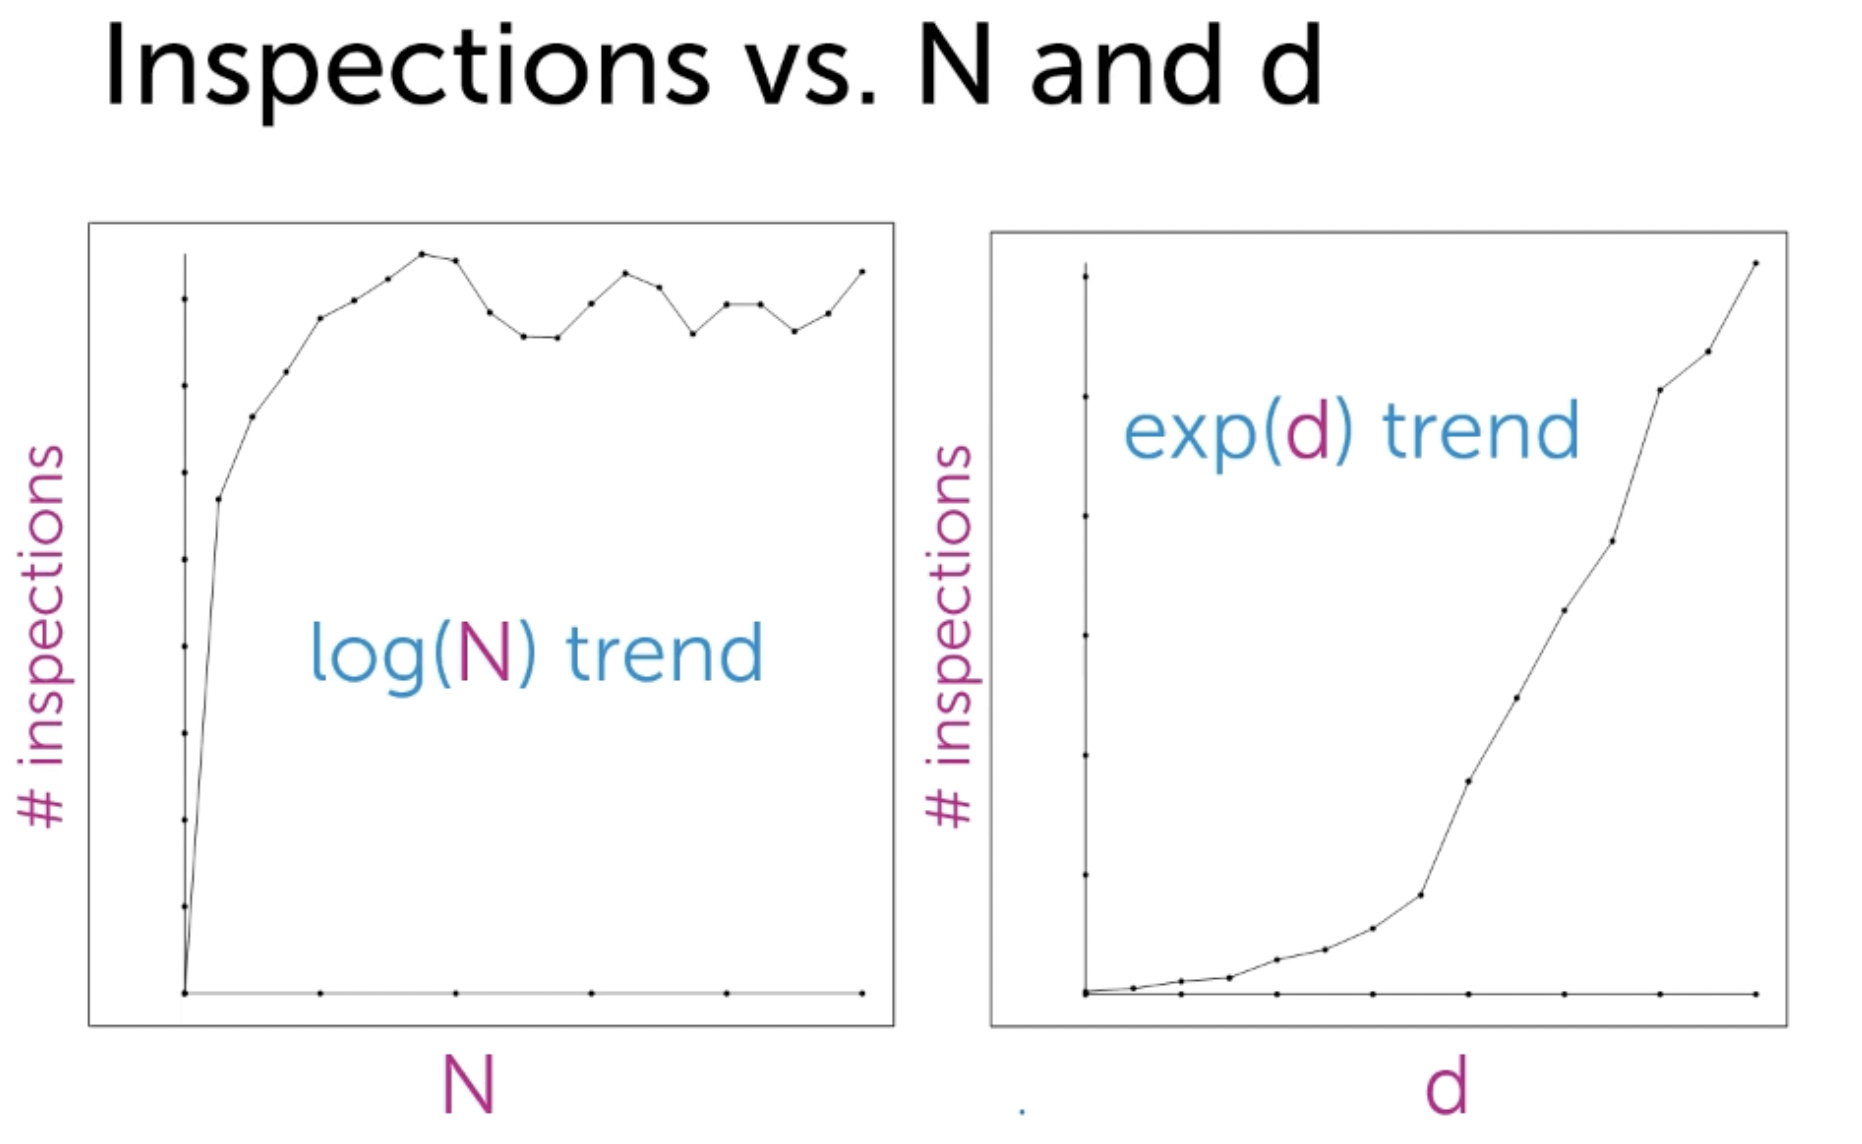 Inspections vs. N and d
# inspections
log(N) trend
N
# inspections
exp(d) trend
d